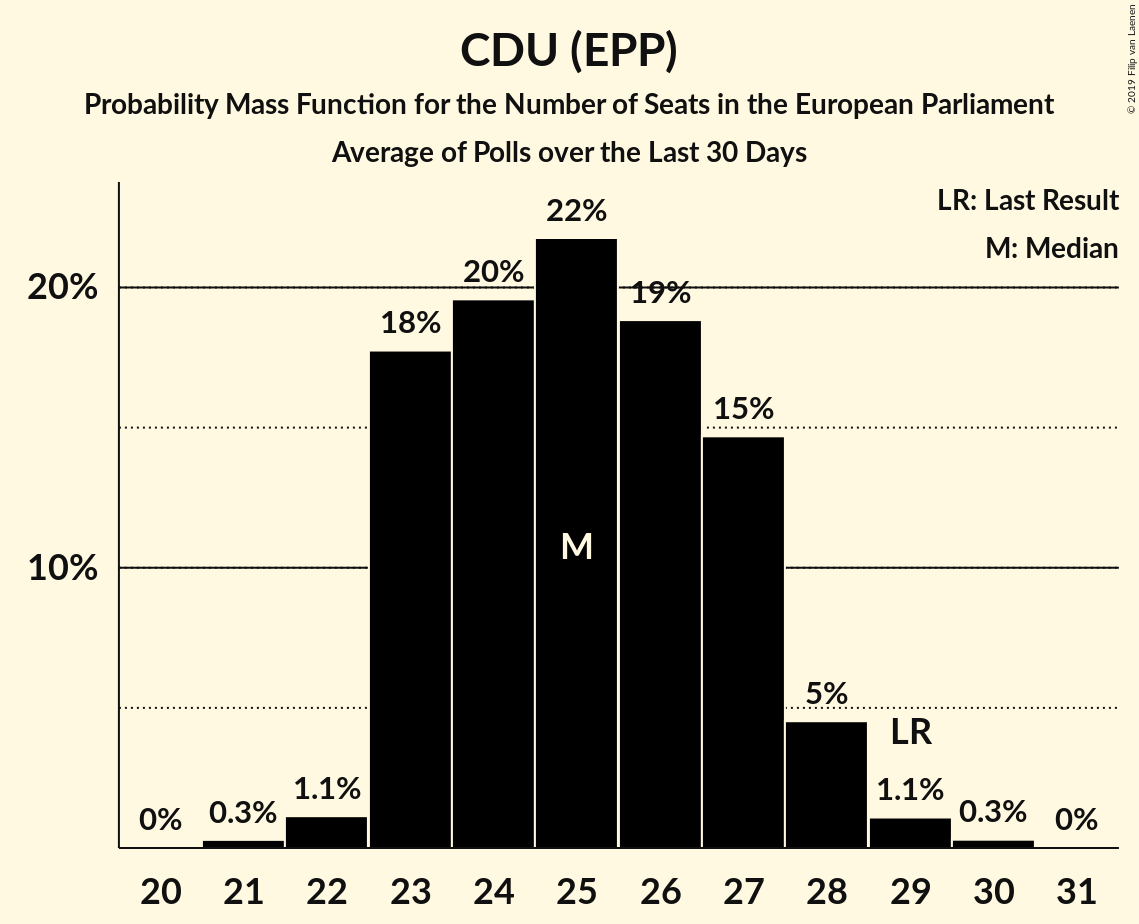 CDU (EPP)
Probability Mass Function for the Number of Seats in the European Parliament
Average of Polls over the Last 30 Days
© 2019 Filip van Laenen
LR: Last Result
M: Median
22%
20%
20%
19%
18%
15%
M
10%
5%
LR
1.1%
1.1%
0%
0.3%
0.3%
0%
20 21 22 23 24 25 26 27 28 29 30 31